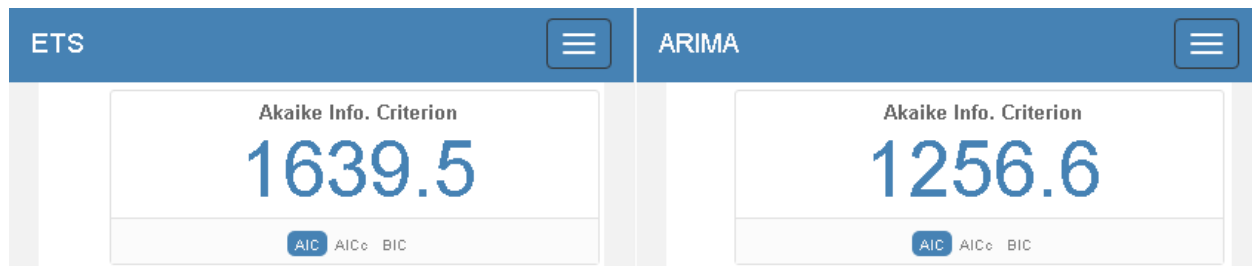 ETS
Akaike Info. Criterion
1639.5
AIC AICc BIC
ARIMA
Akaike Info. Criterion
1256.6
AIC AICc BIC